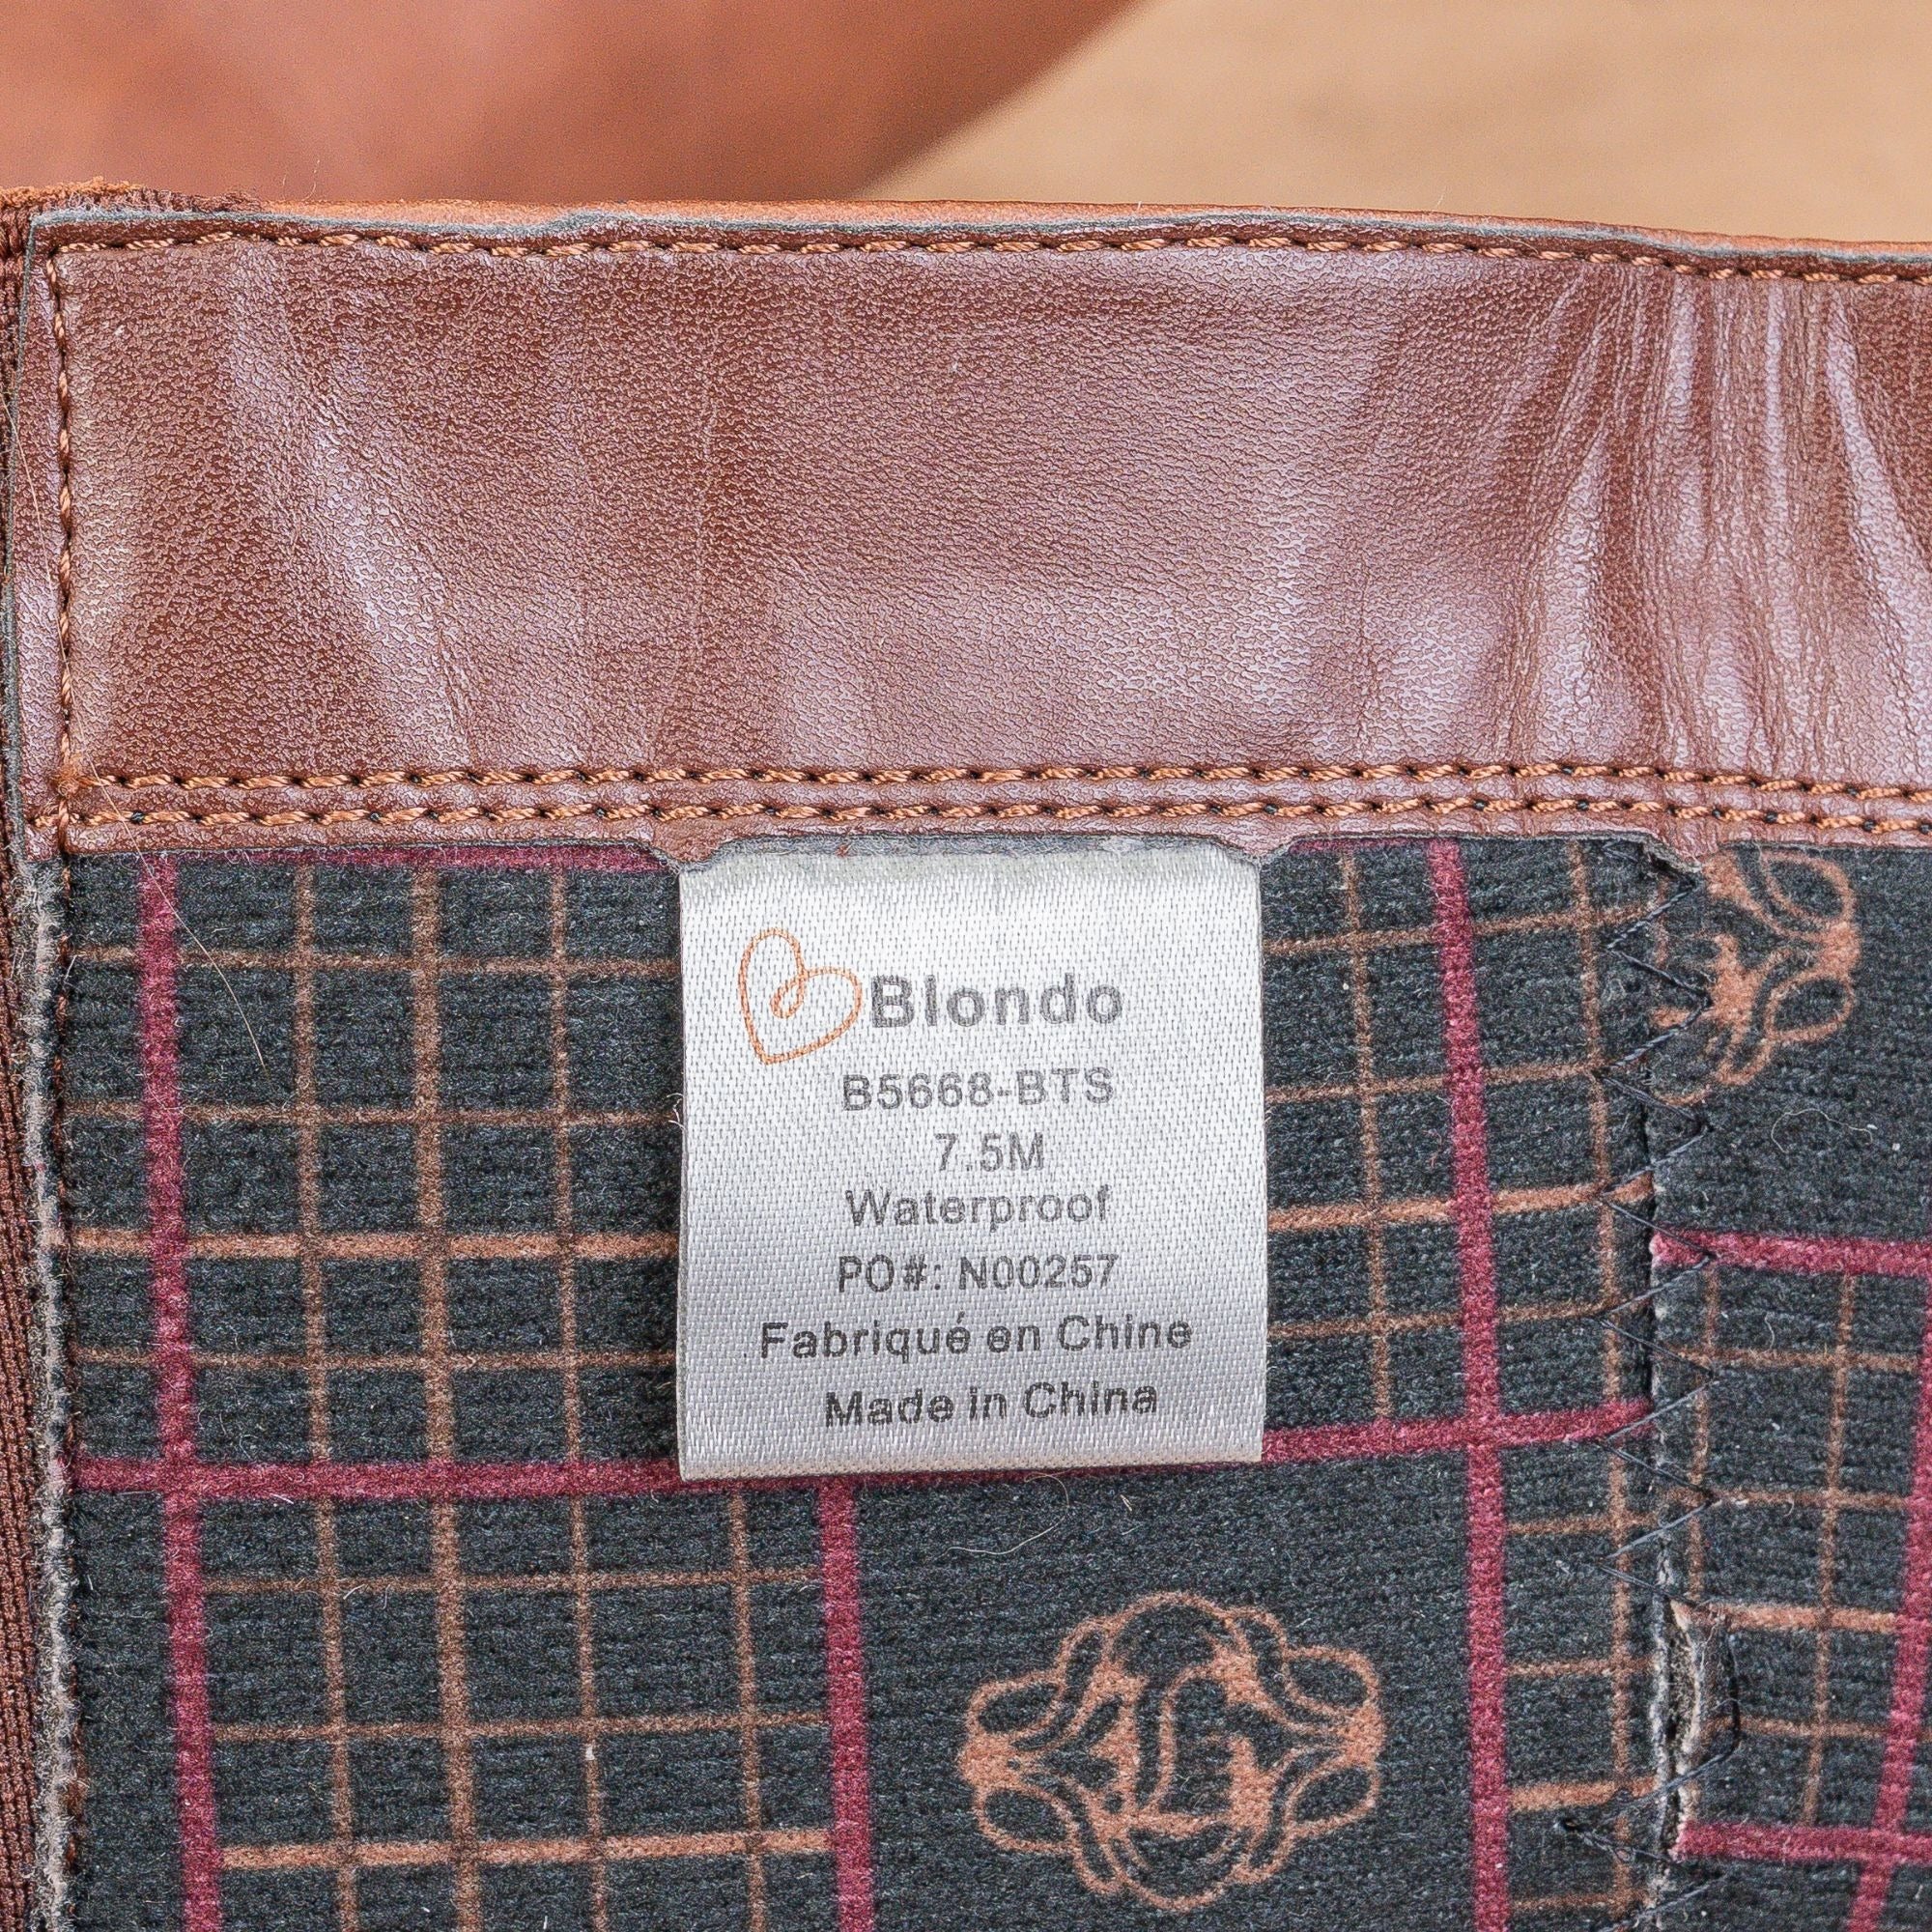 Blondo
B5668-BTS
7.5M
Waterproof
PO#: N00257
Fabriqué en Chine
Made in China